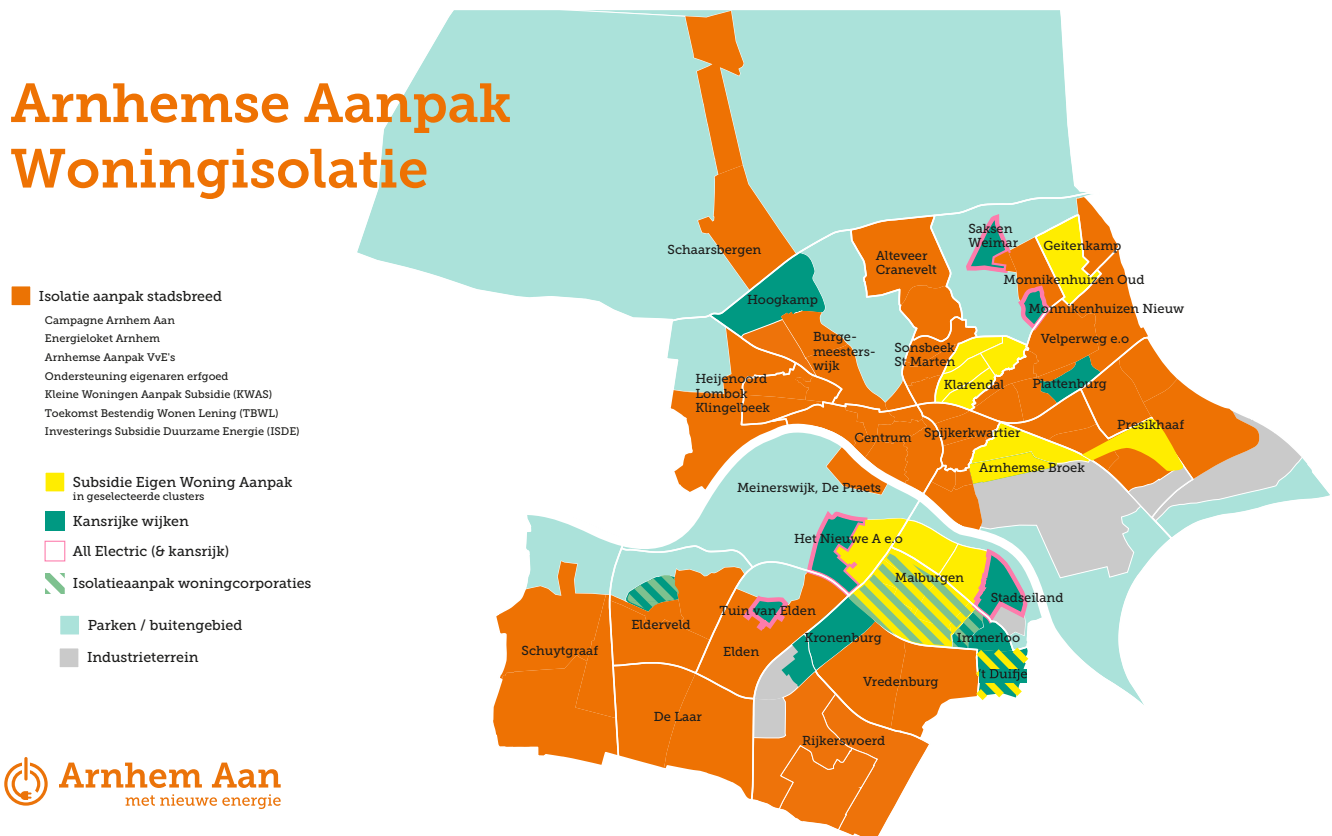 Arnhemse Aanpak
Woningisolatie
Isolatie aanpak stadsbreed
Campagne Arnhem Aan
Energieloket Arnhem
Arnhemse Aanpak VvE's
Ondersteuning eigenaren erfgoed
Kleine Woningen Aanpak Subsidie (KWAS)
Toekomst Bestendig Wonen Lening (TBWL)
Investerings Subsidie Duurzame Energie (ISDE)
Subsidie Eigen Woning Aanpak
in geselecteerde clusters
Kansrijke wijken
All Electric (& kansrijk)
Isolatieaanpak woningcorporaties
Parken / buitengebied
Industrieterrein
Arnhem Aan
met nieuwe energie
Schaarsbergen
Hoogkamp
Alteveer
Cranevelt
Saksen
Weimar
Geitenkamp
Monnikenhuizen Oud
Monnikenhuizen Nieuw
Velperweg e.o
Burge-
meesters-
wijk
Sonsbeek
St Marten
Klarendal
Plattenburg
Heijenoord
Lombok
Klingelbeek
Centrum
Spijkerkwartier
Presikhaaf
Arnhemse Broek
Meinerswijk, De Praets
Het Nieuwe A e.o
Malburgen
Stadseiland
Tuin van Elden
Elderveld
Kronenburg
Immerloo
Schuytgraaf
Elden
't Duifje
Vredenburg
De Laar
Rijkerswoerd